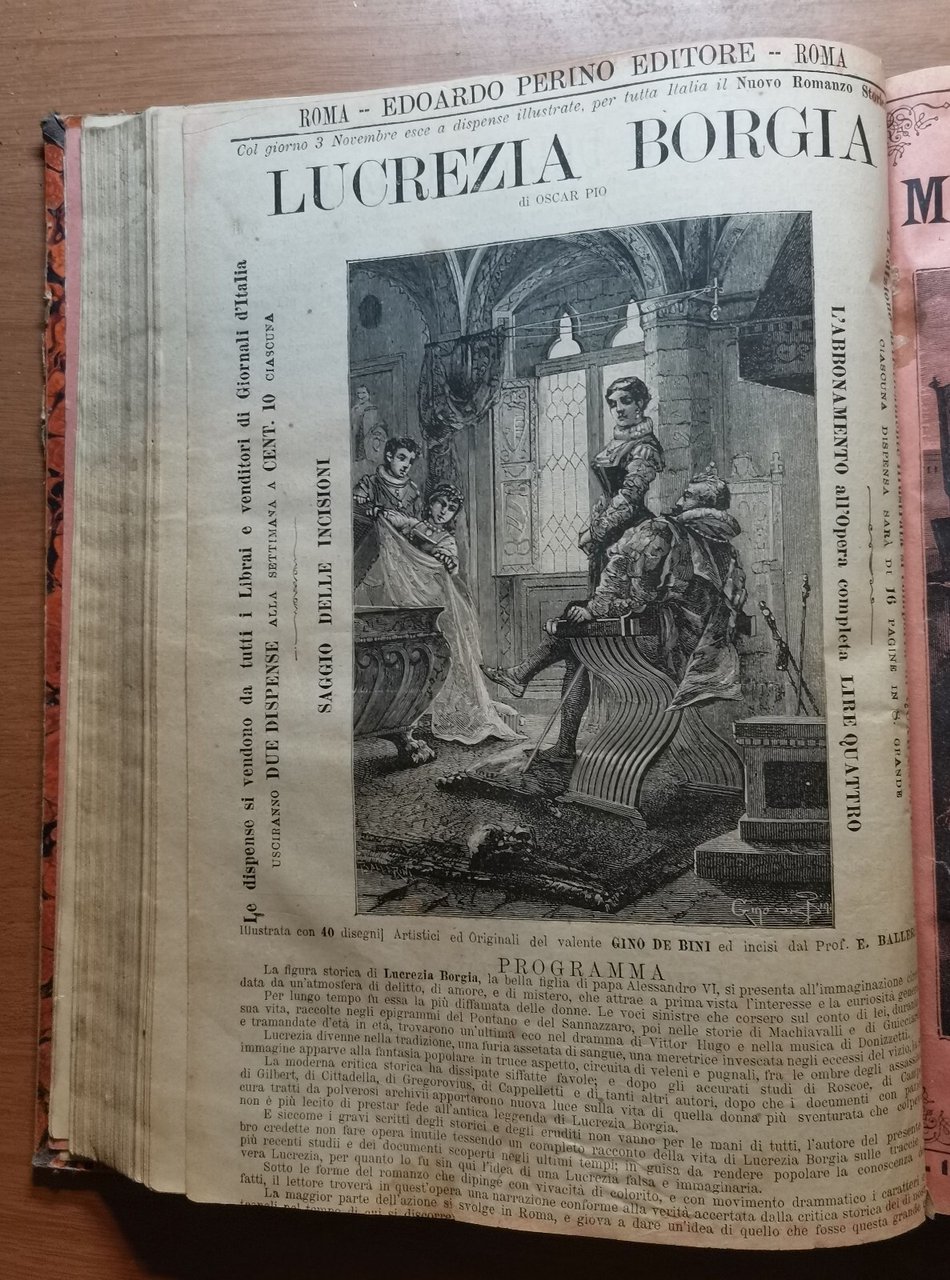 ROMA -- EDOARDO PERINO EDITORE -- ROMA
Col giorno 3 Novembre esce a dispense illustrate, per tutta Italia il Nuovo Romanzo
LUCREZIA BORGIA
di OSCAR PIO
Le dispense si vendono da tutti i Librai e venditori di Giornali d'Italia
USCIRANNO DUE DISPENSE ALLA SETTIMANA A CENT. 10 CIASCUNA
SAGGIO DELLE INCISIONI
L'ABBONAMENTO all'Opera completa LIRE QUATTRO
CIASCUNA DISPENSA SARÀ DI 16 PAGINE IN 8. GRANDE
M
Gino De Bini
Illustrata con 40 disegni] Artistici ed Originali del valente GINO DE BINI ed incisi dal Prof. E. BALLE
PROGRAMMA
La figura storica di Lucrezia Borgia, la bella figlia di papa Alessandro VI, si presenta all'immaginazione
data da un'atmosfera di delitto, di amore, e di mistero, che attrae a prima vista l'interesse e la curiosità
Per lungo tempo fu essa la più diffamata delle donne. Le voci sinistre che corsero sul conto di lei,
sua vita, raccolte negli epigrammi del Pontano e del Sannazzaro, poi nelle storie di Machiavalli e di
e tramandate d'età in età, trovarono un'ultima eco nel dramma di Vittor Hugo e nella musica di Donizzetti.
Lucrezia divenne nella tradizione, una furia assetata di sangue, una meretrice invescata negli eccessi del vizio,
immagine apparve alla fantasia popolare in truce aspetto, circuita di veleni e pugnali, fra le ombre degli
La moderna critica storica ha dissipate siffatte favole; e dopo gli accurati studi di Roscoe, di
di Gilbert, di Cittadella, di Gregorovius, di Cappelletti e di tanti altri autori, dopo che i documenti con
cura tratti da polverosi archivii apportarono nuova luce sulla vita di quella donna più sventurata che
non è più lecito di prestar fede all'antica leggenda di Lucrezia Borgia.
E siccome i gravi scritti degli storici e degli eruditi non vanno per le mani di tutti, l'autore del presente
bro credette non fare opera inutile tessendo un completo racconto della vita di Lucrezia Borgia sulle
più recenti studii e dei documenti scoperti negli ultimi tempi; in guisa da rendere popolare la conoscenza
vera Lucrezia, per quanto lo fu sin qui l'idea di una Lucrezia falsa e immaginaria.
Sotto le forme del romanzo che dipinge con vivacità di colorito, e con movimento drammatico i caratteri
fatti, il lettore troverà in quest'opera una narrazione conforme alla verità accertata dalla critica storica dei
La maggior parte dell'azione si svolge in Roma, e giova a dare un'idea di quello che fosse questa grande